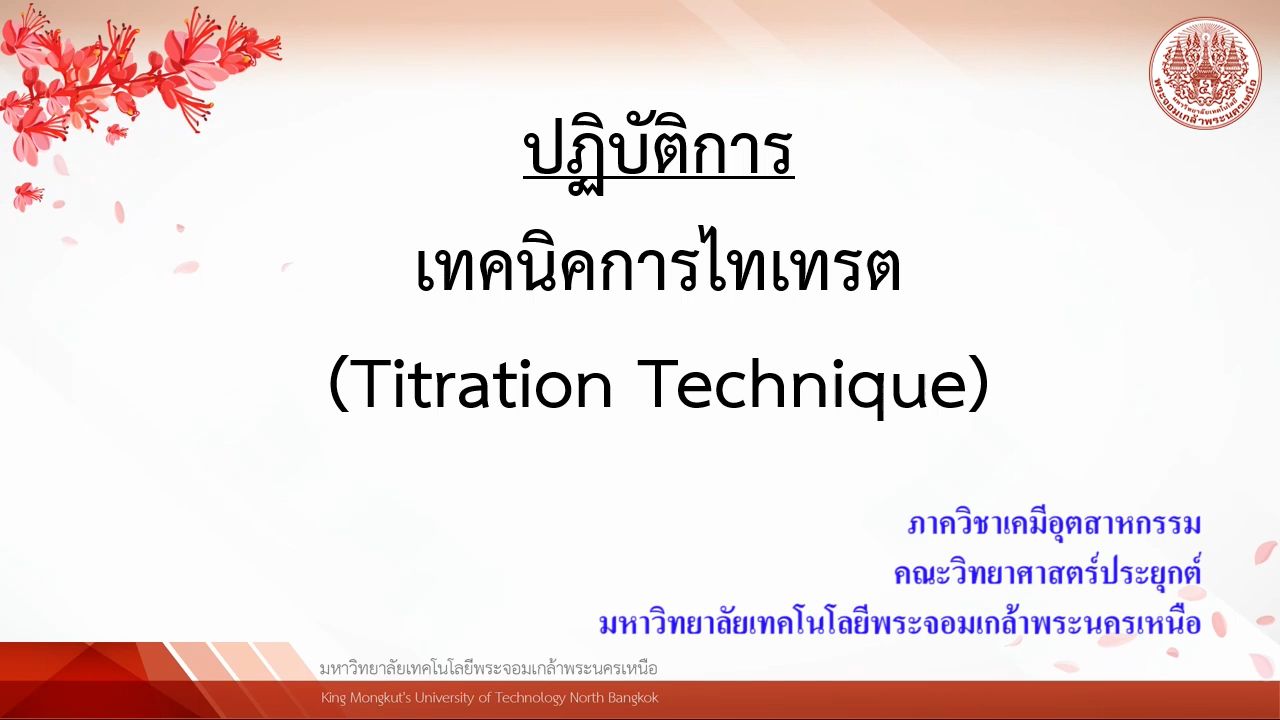 ปฏิบัติการ
เทคนิคการไทเทรต
(Titration Technique)
ภาควิชาเคมีอุตสาหกรรม
คณะวิทยาศาสตร์ประยุกต์
มหาวิทยาลัยเทคโนโลยีพระจอมเกล้าพระนครเหนือ
มหาวิทยาลัยเทคโนโลยีพระจอมเกล้าพระนครเหนือ
King Mongkut's University of Technology North Bangkok